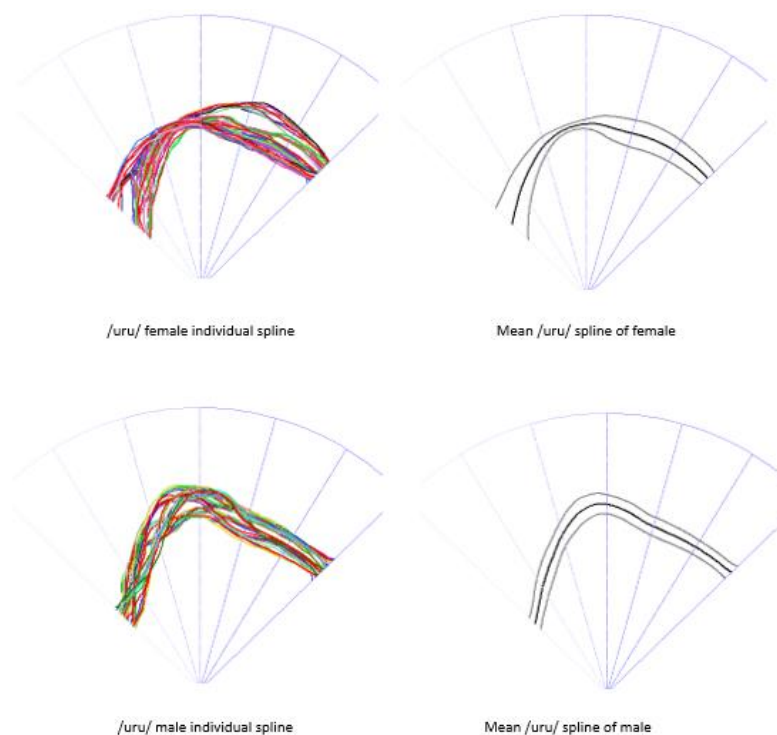 /uru/ female individual spline
Mean /uru/ spline of female
/uru/ male individual spline
Mean /uru/ spline of male